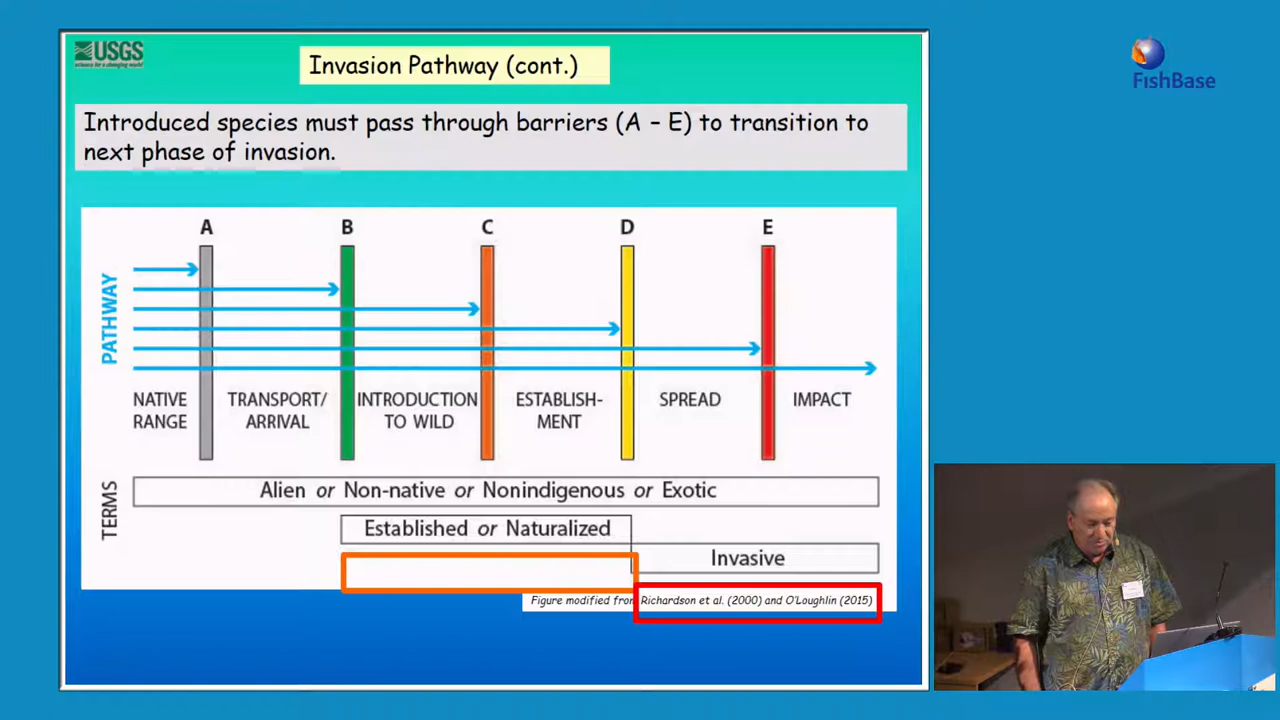 USGS
science for a changing world
Invasion Pathway (cont.)
FishBase
Introduced species must pass through barriers (A – E) to transition to
next phase of invasion.
A B C D E
PATHWAY
NATIVE
RANGE
TRANSPORT/
ARRIVAL
INTRODUCTION
TO WILD
ESTABLISH-
MENT
SPREAD
IMPACT
TERMS
Alien or Non-native or Nonindigenous or Exotic
Established or Naturalized
Invasive
Figure modified from Richardson et al. (2000) and O'Loughlin (2015)